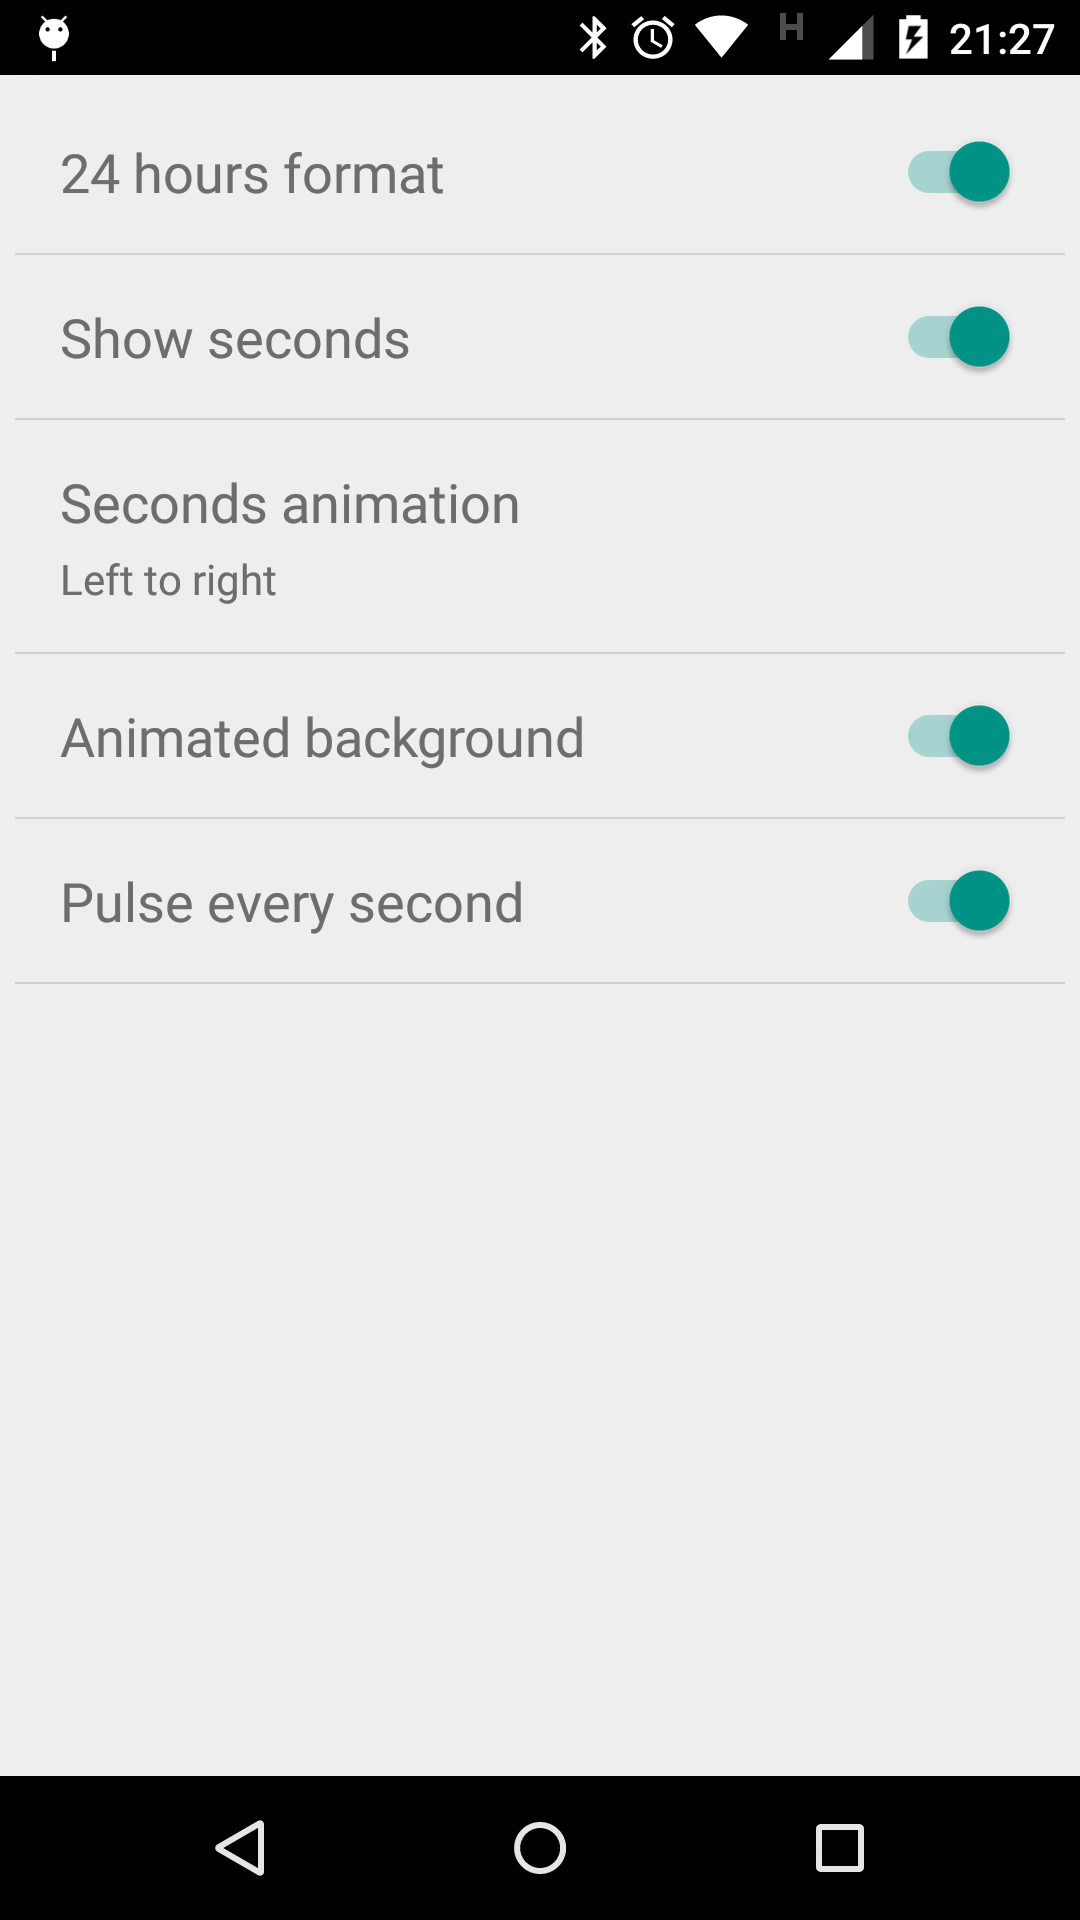 H 21:27
24 hours format
Show seconds
Seconds animation
Left to right
Animated background
Pulse every second